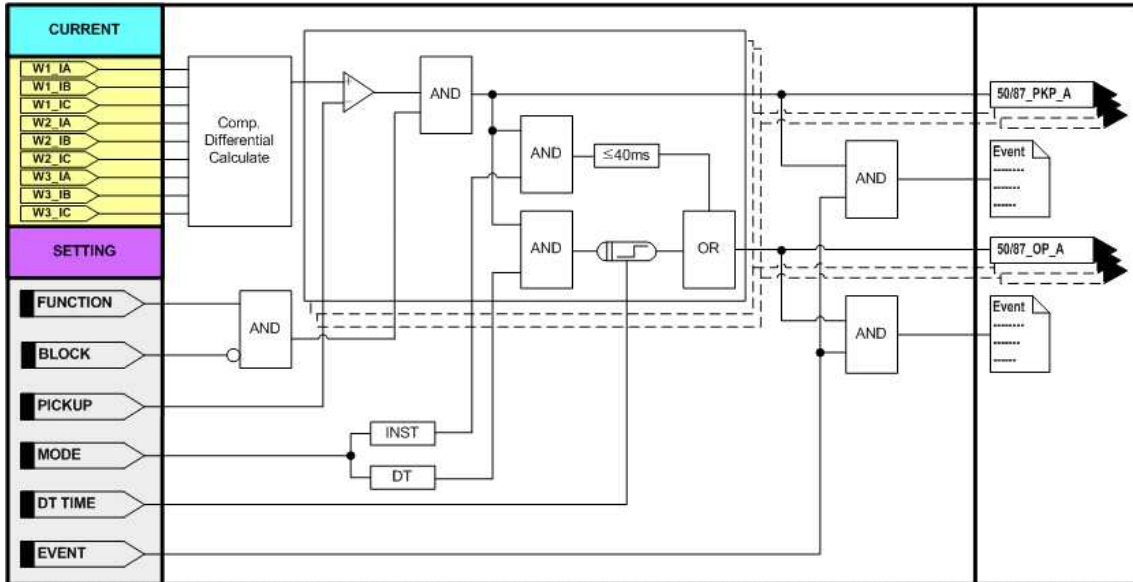 CURRENT
W1_IA
W1_IB
W1_IC
W2_IA
W2_IB
W2_IC
W3_IA
W3_IB
W3_IC
Comp.
Differential
Calculate
+
−
AND
AND
≤40ms
AND
OR
50/87_PKP_A
AND
Event
50/87_OP_A
AND
Event
SETTING
FUNCTION
BLOCK
AND
PICKUP
MODE
INST
DT
DT TIME
EVENT